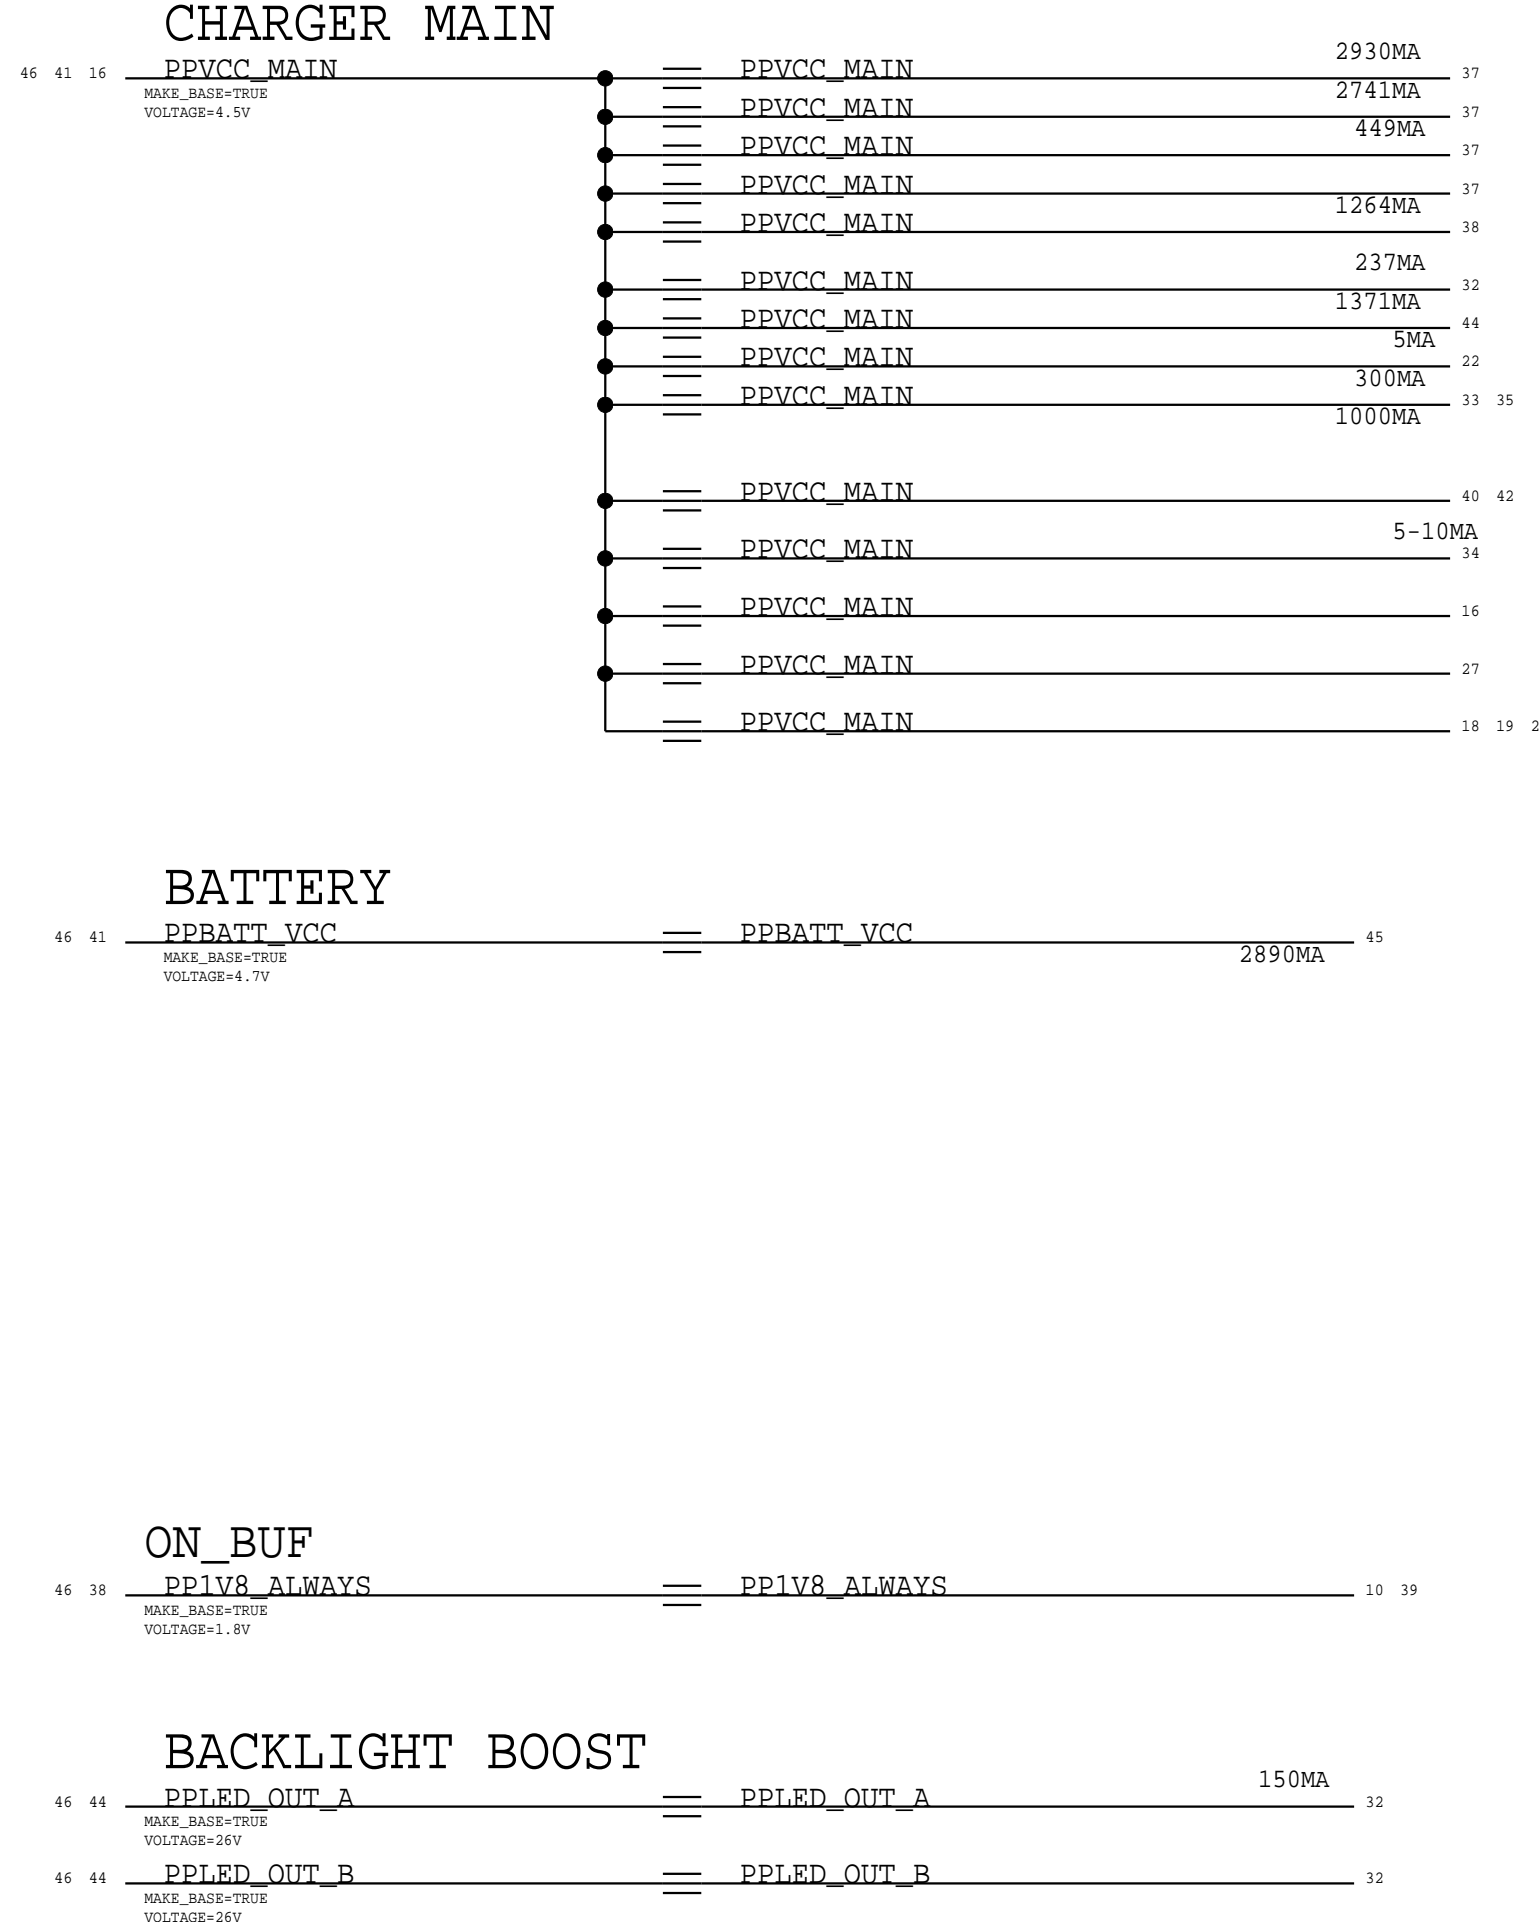 CHARGER MAIN
2930MA
46 41 16 PPVCC_MAIN PPVCC_MAIN 37
MAKE_BASE=TRUE 2741MA
VOLTAGE=4.5V PPVCC_MAIN 37
449MA
PPVCC_MAIN 37
PPVCC_MAIN 37
1264MA
PPVCC_MAIN 38
237MA
PPVCC_MAIN 32
1371MA
PPVCC_MAIN 44
5MA
PPVCC_MAIN 22
300MA
PPVCC_MAIN 33 35
1000MA
PPVCC_MAIN 40 42
5-10MA
PPVCC_MAIN 34
PPVCC_MAIN 16
PPVCC_MAIN 27
PPVCC_MAIN 18 19 2
BATTERY
46 41 PPBATT_VCC PPBATT_VCC 45
MAKE_BASE=TRUE 2890MA
VOLTAGE=4.7V
ON_BUF
46 38 PP1V8_ALWAYS PP1V8_ALWAYS 10 39
MAKE_BASE=TRUE
VOLTAGE=1.8V
BACKLIGHT BOOST
150MA
46 44 PPLED_OUT_A PPLED_OUT_A 32
MAKE_BASE=TRUE
VOLTAGE=26V
46 44 PPLED_OUT_B PPLED_OUT_B 32
MAKE_BASE=TRUE
VOLTAGE=26V